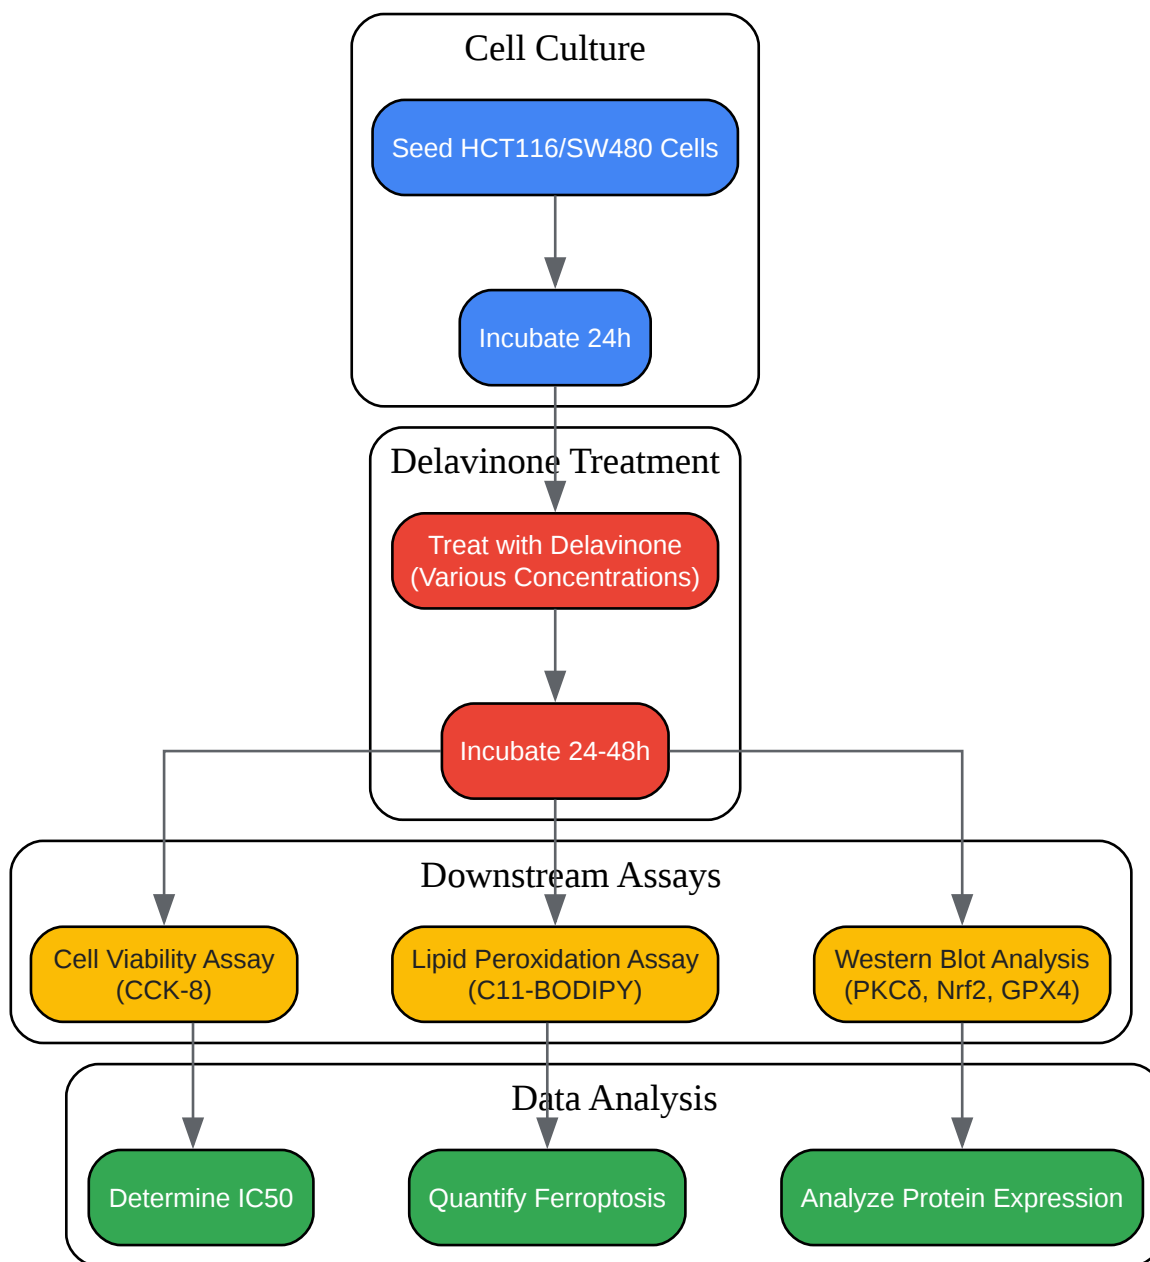 Cell Culture
Seed HCT116/SW480 Cells
Incubate 24h
Delavinone Treatment
Treat with Delavinone
(Various Concentrations)
Incubate 24-48h
Downstream Assays
Cell Viability Assay
(CCK-8)
Lipid Peroxidation Assay
(C11-BODIPY)
Western Blot Analysis
(PKCδ, Nrf2, GPX4)
Data Analysis
Determine IC50
Quantify Ferroptosis
Analyze Protein Expression